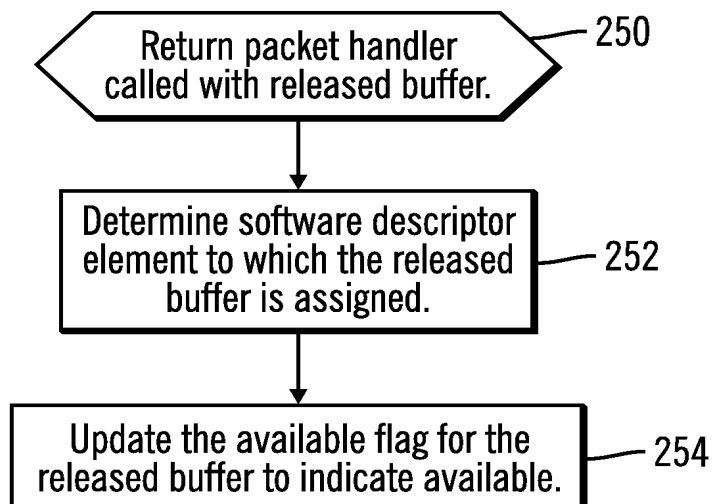 Return packet handler
called with released buffer.
250
Determine software descriptor
element to which the released
buffer is assigned.
252
Update the available flag for the
released buffer to indicate available.
254